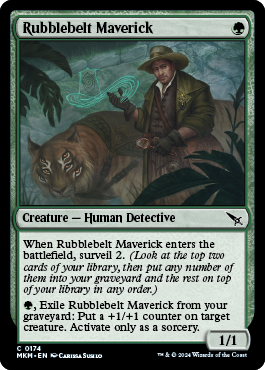 Rubblebelt Maverick
Creature — Human Detective
When Rubblebelt Maverick enters the
battlefield, surveil 2. (Look at the top two
cards of your library, then put any number of
them into your graveyard and the rest on top
of your library in any order.)
, Exile Rubblebelt Maverick from your
graveyard: Put a +1/+1 counter on target
creature. Activate only as a sorcery.
1/1
C 0174
MKM • EN Carissa Susilo
™ & © 2024 Wizards of the Coast